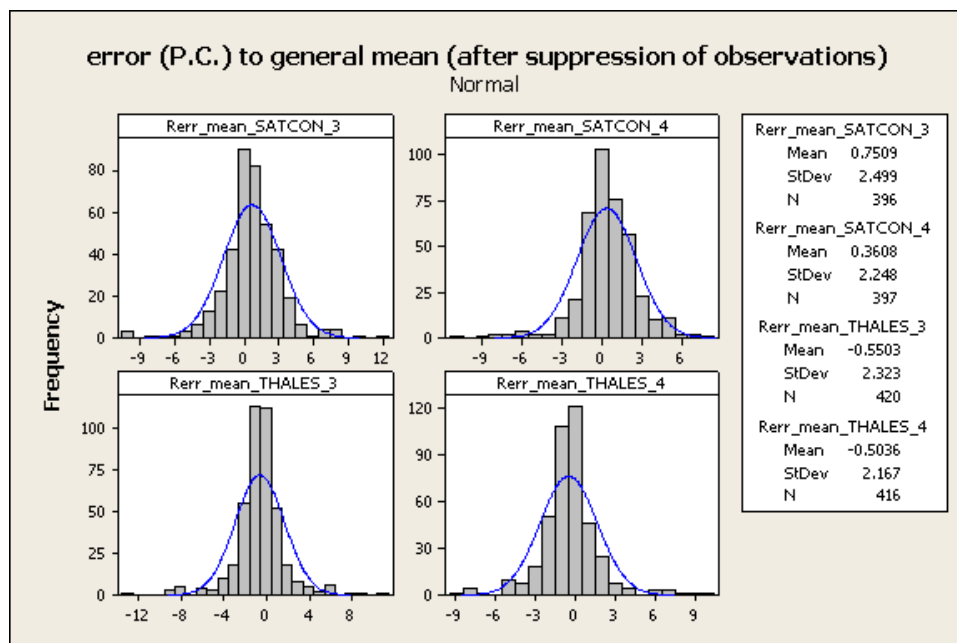 error (P.C.) to general mean (after suppression of observations)
Normal
Rerr_mean_SATCON_3
Rerr_mean_SATCON_4
80
60
40
20
0
-9 -6 -3 0 3 6 9 12
100
75
50
25
0
-9 -6 -3 0 3 6
Rerr_mean_THALES_3
Rerr_mean_THALES_4
100
75
50
25
0
-12 -8 -4 0 4 8
120
90
60
30
0
-9 -6 -3 0 3 6 9
Frequency
Rerr_mean_SATCON_3
Mean 0.7509
StDev 2.499
N 396
Rerr_mean_SATCON_4
Mean 0.3608
StDev 2.248
N 397
Rerr_mean_THALES_3
Mean -0.5503
StDev 2.323
N 420
Rerr_mean_THALES_4
Mean -0.5036
StDev 2.167
N 416